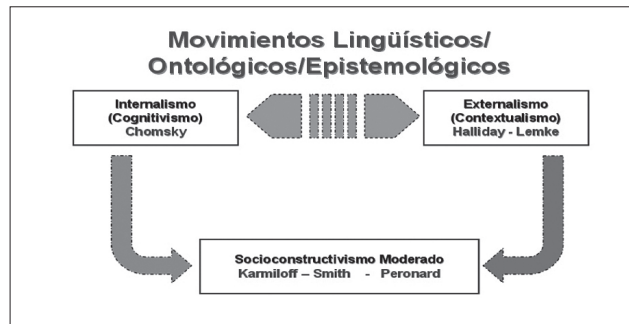 Movimientos Lingüísticos/
Ontológicos/Epistemológicos
Internalismo
(Cognitivismo)
Chomsky
Externalismo
(Contextualismo)
Halliday - Lemke
Socioconstructivismo Moderado
Karmiloff – Smith - Peronard